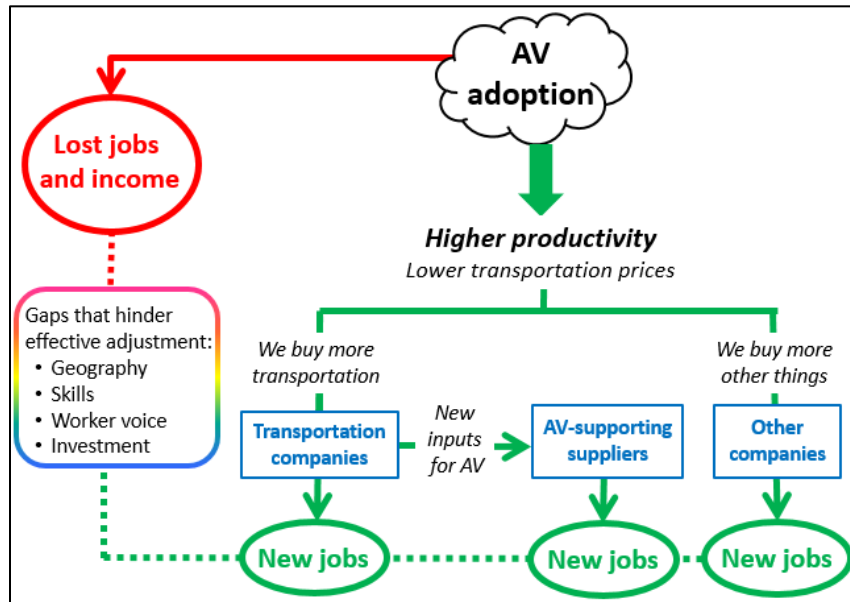 AV
adoption
Lost jobs
and income
Higher productivity
Lower transportation prices
Gaps that hinder
effective adjustment:
• Geography
• Skills
• Worker voice
• Investment
We buy more
transportation
We buy more
other things
Transportation
companies
New
inputs
for AV
AV-supporting
suppliers
Other
companies
New jobs
New jobs
New jobs